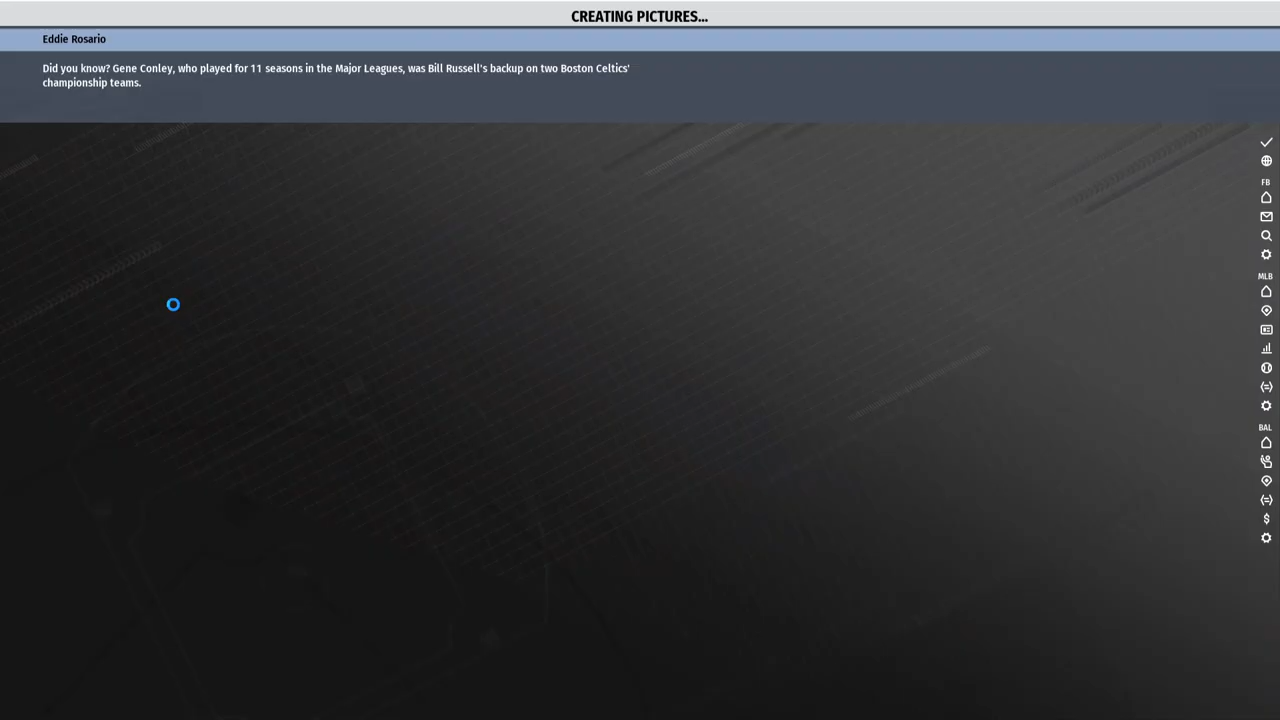 CREATING PICTURES...
Eddie Rosario
Did you know? Gene Conley, who played for 11 seasons in the Major Leagues, was Bill Russell's backup on two Boston Celtics'
championship teams.
FB
MLB
BAL